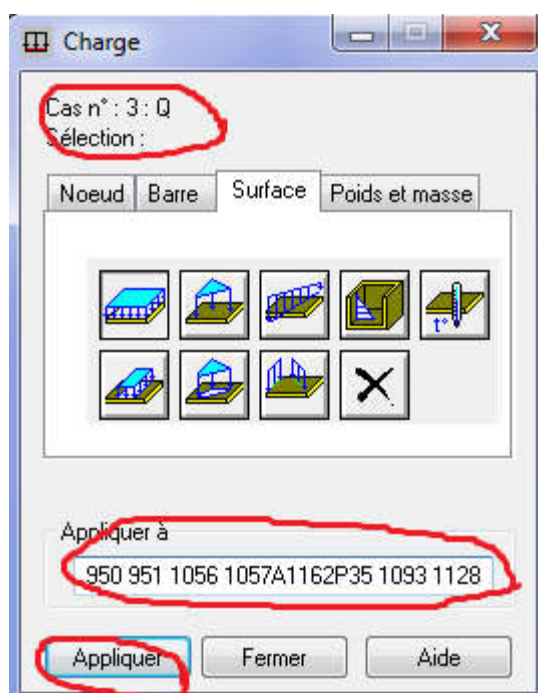 Charge
Cas n° : 3 : Q
Sélection :
Noeud Barre Surface Poids et masse
t°
Appliquer à
950 951 1056 1057A1162P35 1093 1128
Appliquer Fermer Aide